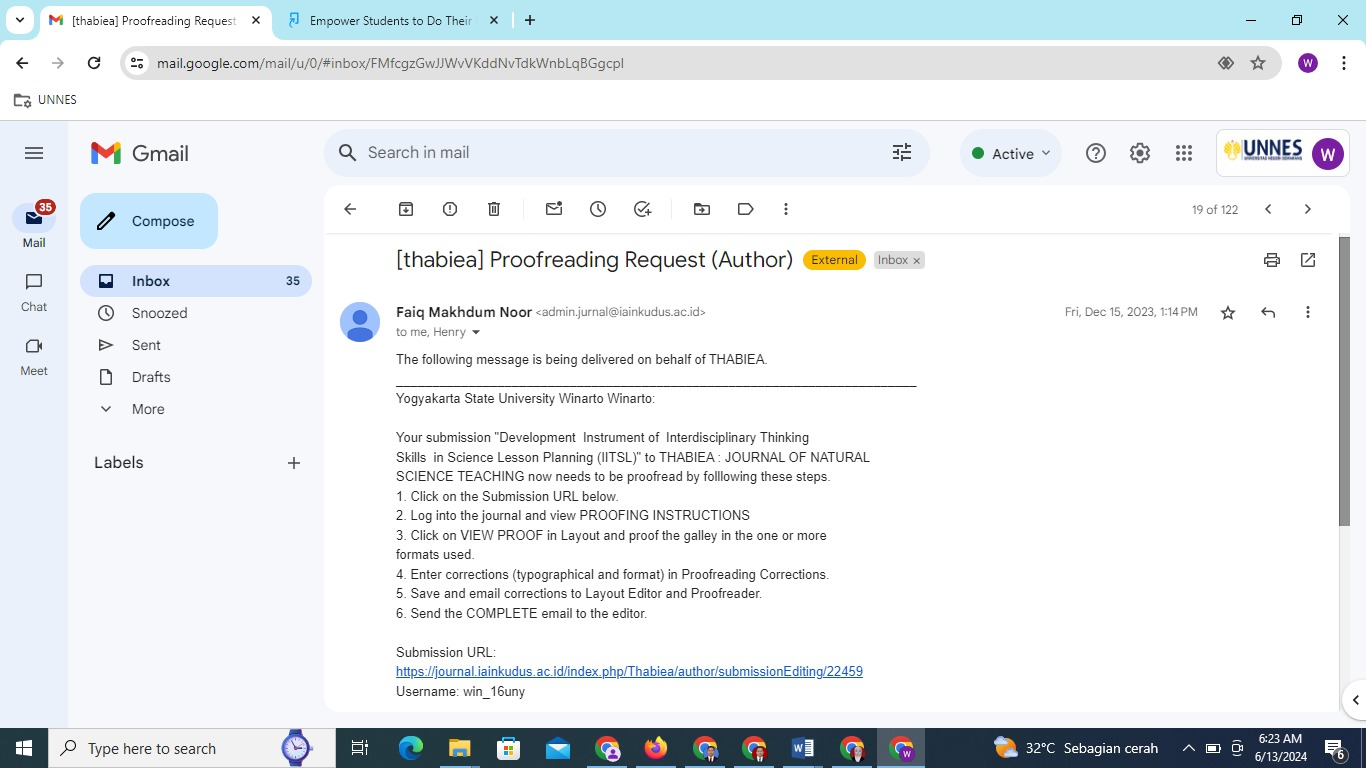 [thabiea] Proofreading Request
Empower Students to Do Their
mail.google.com/mail/u/0/#inbox/FMfcgzGwJJWvVKddNvTdkWnbLqBGgcpl
W
UNNES
Gmail
Search in mail
Active
UNNES
UNIVERSITAS NEGERI SEMARANG
W
35
Mail
Chat
Meet
Compose
Inbox 35
Snoozed
Sent
Drafts
More
Labels
19 of 122
[thabiea] Proofreading Request (Author) External Inbox
Faiq Makhdum Noor <admin.jurnal@iainkudus.ac.id> Fri, Dec 15, 2023, 1:14 PM
to me, Henry
The following message is being delivered on behalf of THABIEA.
Yogyakarta State University Winarto Winarto:
Your submission "Development Instrument of Interdisciplinary Thinking
Skills in Science Lesson Planning (IITSL)" to THABIEA : JOURNAL OF NATURAL
SCIENCE TEACHING now needs to be proofread by folllowing these steps.
1. Click on the Submission URL below.
2. Log into the journal and view PROOFING INSTRUCTIONS
3. Click on VIEW PROOF in Layout and proof the galley in the one or more
formats used.
4. Enter corrections (typographical and format) in Proofreading Corrections.
5. Save and email corrections to Layout Editor and Proofreader.
6. Send the COMPLETE email to the editor.
Submission URL:
https://journal.iainkudus.ac.id/index.php/Thabiea/author/submissionEditing/22459
Username: win_16uny
Type here to search
W
32°C Sebagian cerah
6:23 AM
6/13/2024
6